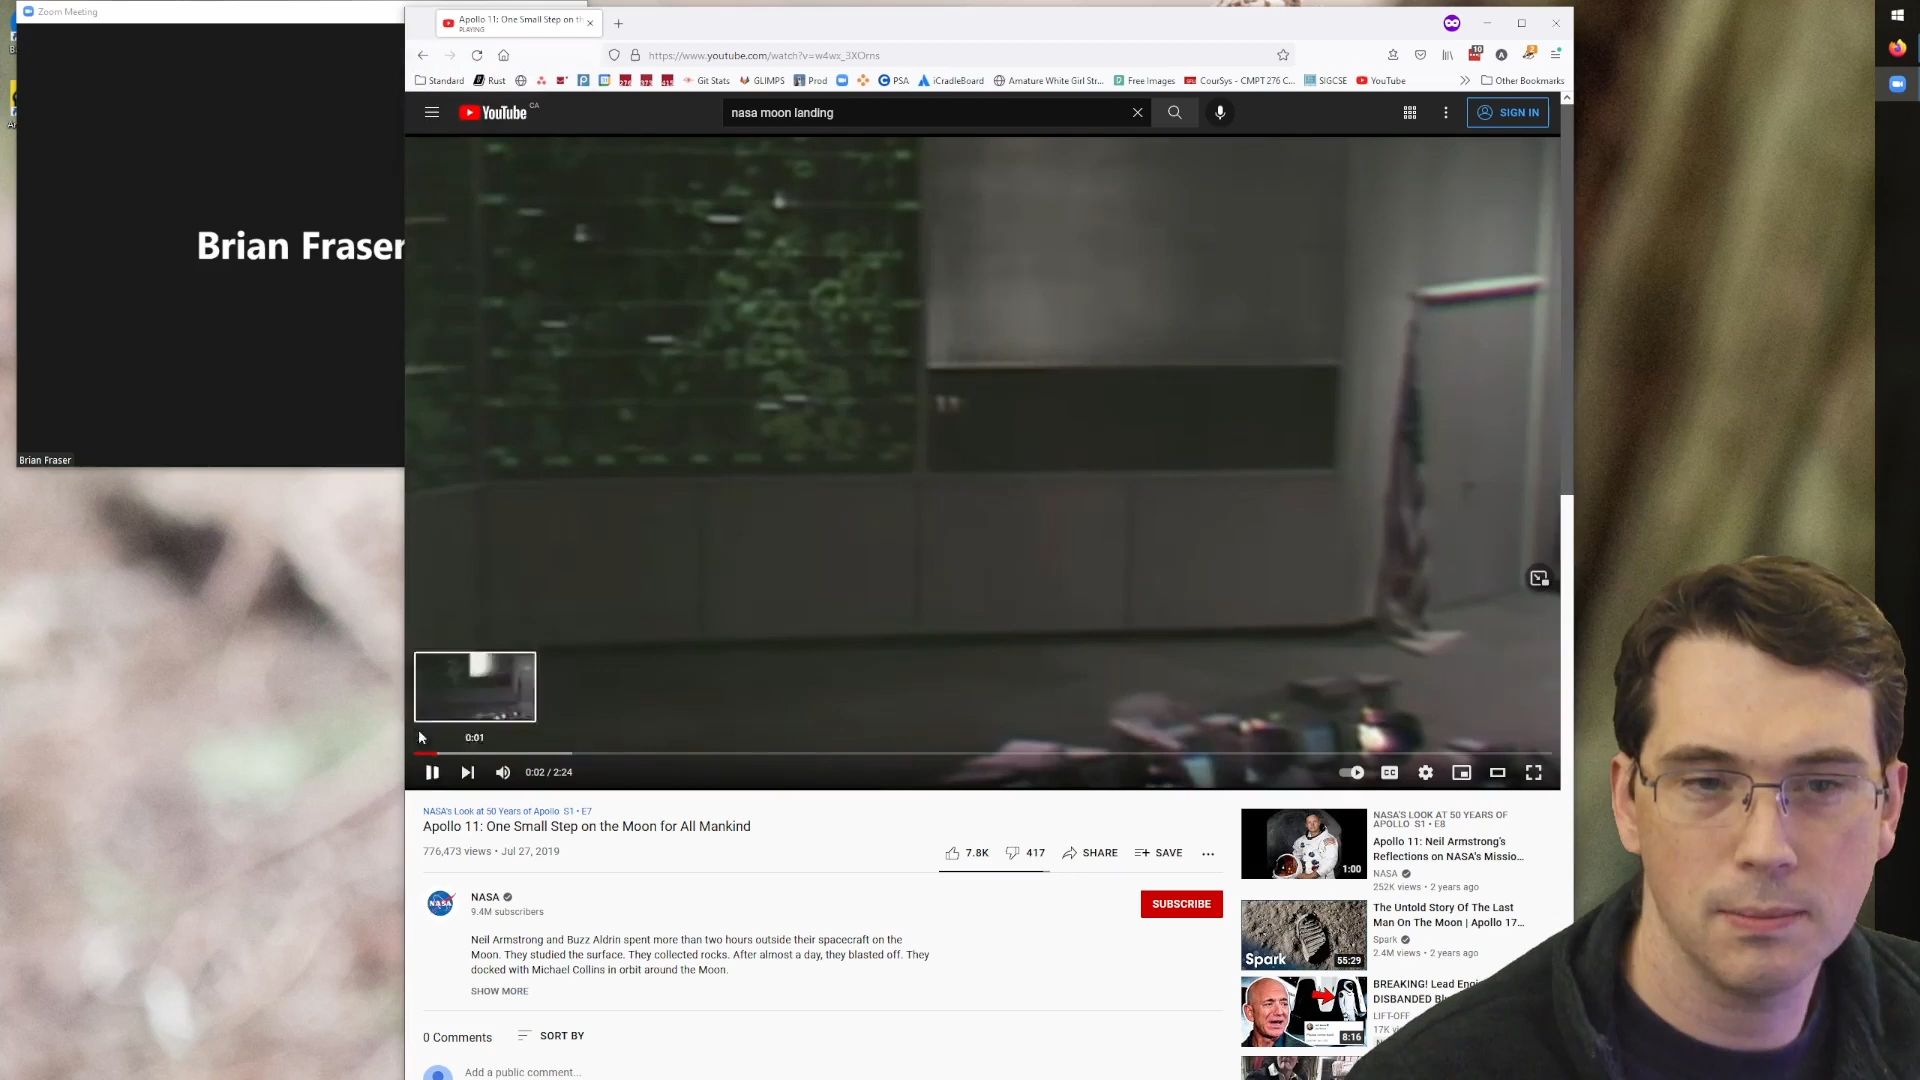 Zoom Meeting
Brian Fraser
Brian Fraser
Apollo 11: One Small Step on th
PLAYING
https://www.youtube.com/watch?v=w4wx_3XOrns
Standard
Rust
Git Stats
GLIMPS
Prod
PSA
iCradleBoard
Amature White Girl Str...
Free Images
CourSys - CMPT 276 C...
SIGCSE
YouTube
Other Bookmarks
YouTube CA
nasa moon landing
SIGN IN
0:01
0:02 / 2:24
CC
NASA's Look at 50 Years of Apollo S1 • E7
Apollo 11: One Small Step on the Moon for All Mankind
776,473 views • Jul 27, 2019
7.8K
417
SHARE
SAVE
NASA
9.4M subscribers
SUBSCRIBE
Neil Armstrong and Buzz Aldrin spent more than two hours outside their spacecraft on the
Moon. They studied the surface. They collected rocks. After almost a day, they blasted off. They
docked with Michael Collins in orbit around the Moon.
SHOW MORE
0 Comments
SORT BY
Add a public comment...
1:00
NASA'S LOOK AT 50 YEARS OF
APOLLO S1 • E8
Apollo 11: Neil Armstrong's
Reflections on NASA's Missio...
NASA
252K views • 2 years ago
Spark
55:29
The Untold Story Of The Last
Man On The Moon | Apollo 17...
Spark
2.4M views • 2 years ago
8:16
BREAKING! Lead Engi
DISBANDED Bl
LIFT-OFF
17K